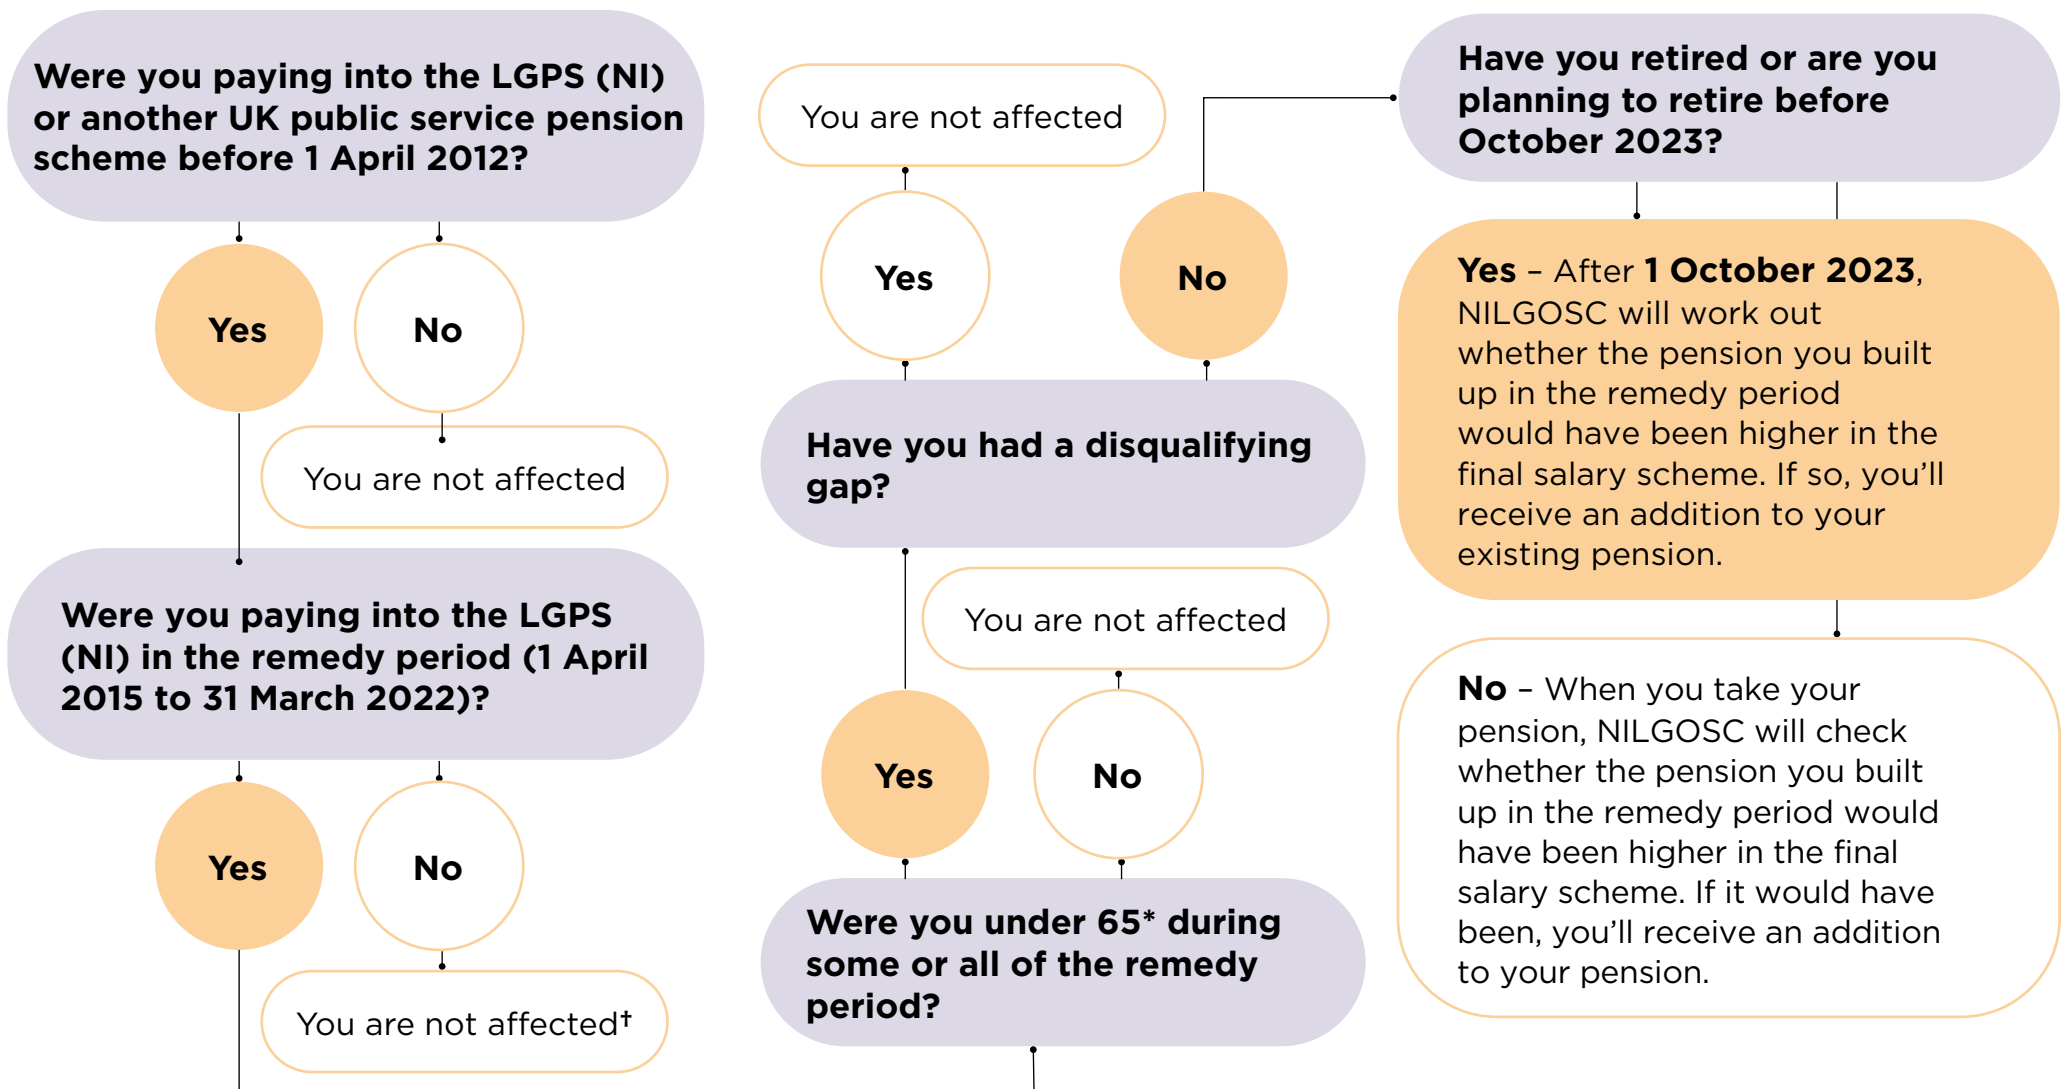 Were you paying into the LGPS (NI)
or another UK public service pension
scheme before 1 April 2012?
Yes
No
You are not affected
Were you paying into the LGPS
(NI) in the remedy period (1 April
2015 to 31 March 2022)?
Yes
No
You are not affected†
You are not affected
Yes
No
Have you had a disqualifying
gap?
You are not affected
Yes
No
Were you under 65* during
some or all of the remedy
period?
Have you retired or are you
planning to retire before
October 2023?
Yes – After 1 October 2023,
NILGOSC will work out
whether the pension you built
up in the remedy period
would have been higher in the
final salary scheme. If so, you’ll
receive an addition to your
existing pension.
No – When you take your
pension, NILGOSC will check
whether the pension you built
up in the remedy period would
have been higher in the final
salary scheme. If it would have
been, you’ll receive an addition
to your pension.